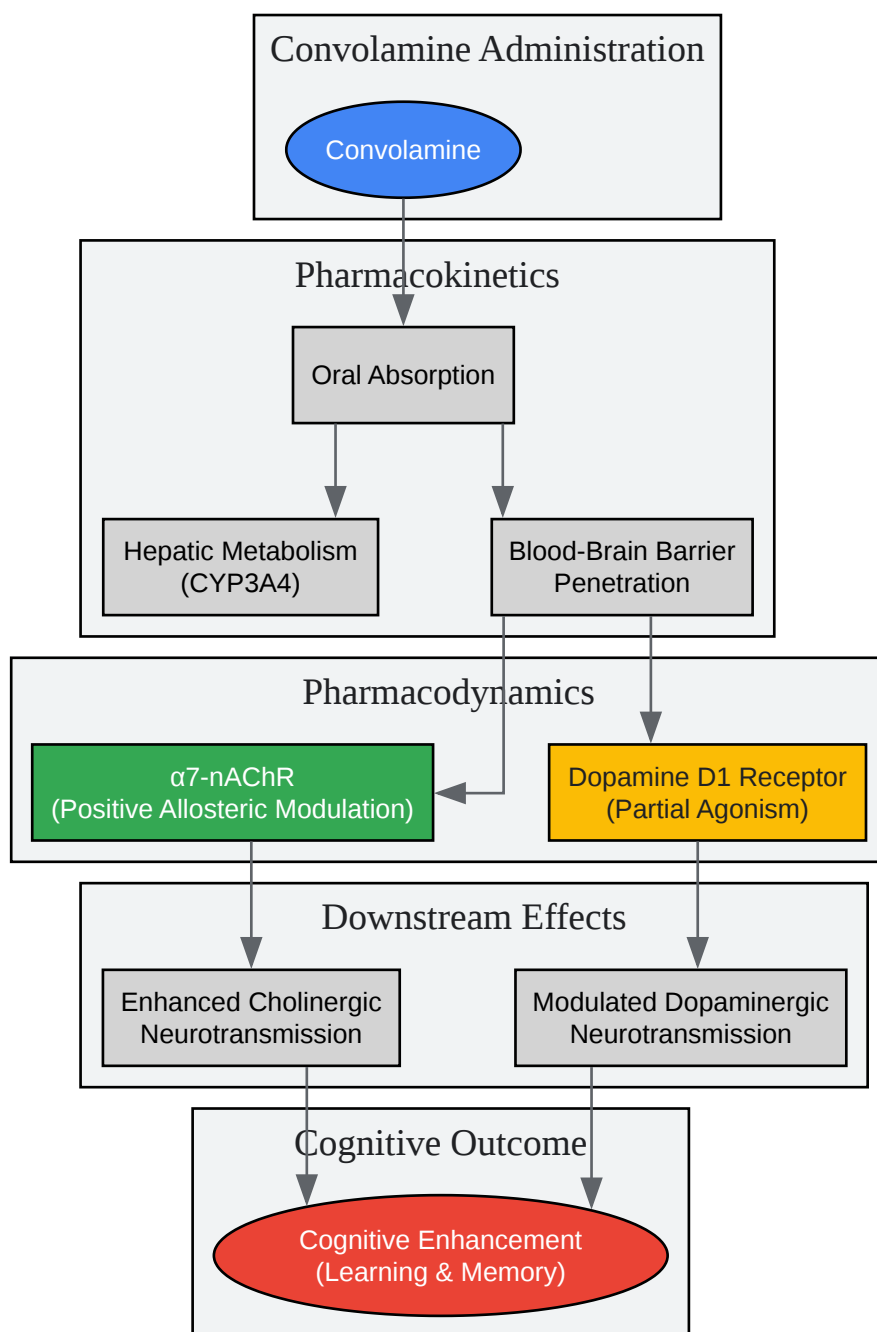 Convolamine Administration
Convolamine
Pharmacokinetics
Oral Absorption
Hepatic Metabolism
(CYP3A4)
Blood-Brain Barrier
Penetration
Pharmacodynamics
α7-nAChR
(Positive Allosteric Modulation)
Dopamine D1 Receptor
(Partial Agonism)
Downstream Effects
Enhanced Cholinergic
Neurotransmission
Modulated Dopaminergic
Neurotransmission
Cognitive Outcome
Cognitive Enhancement
(Learning & Memory)